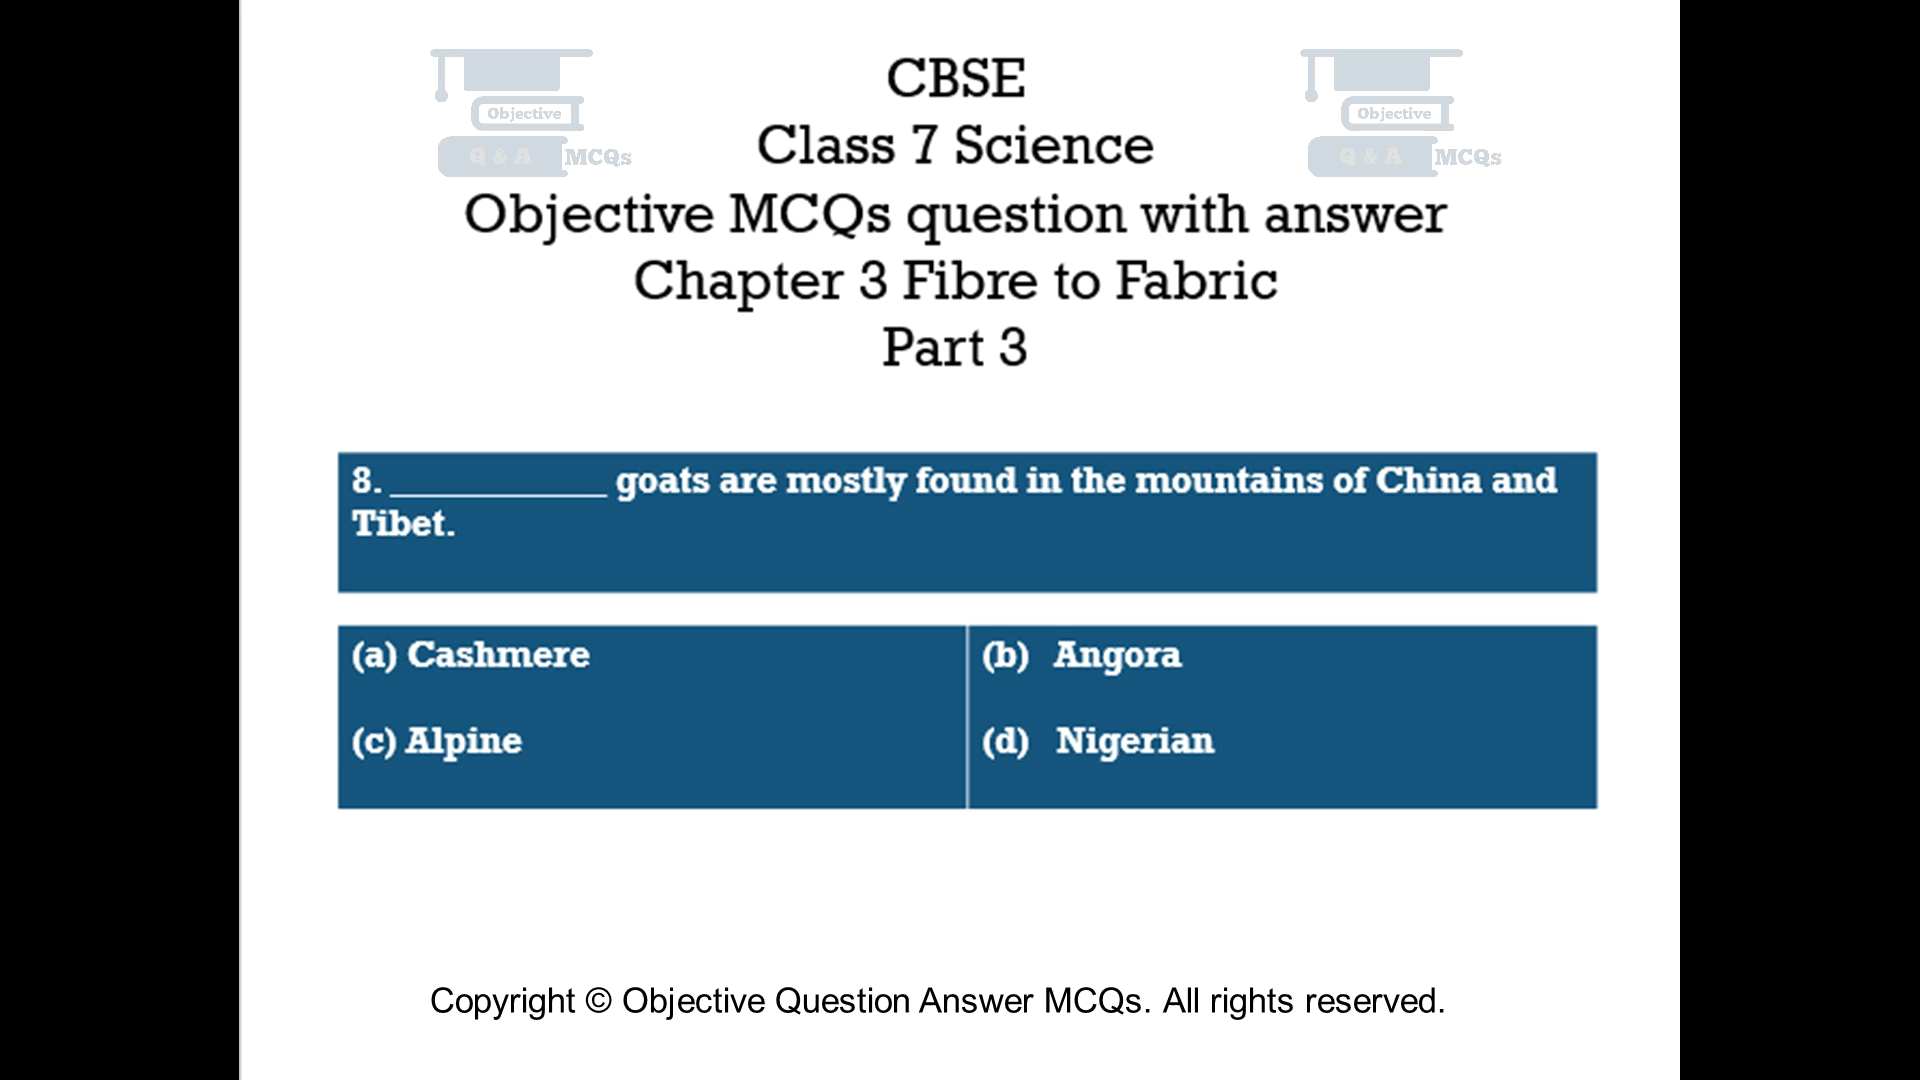 CBSE
Class 7 Science
Objective MCQs question with answer
Chapter 3 Fibre to Fabric
Part 3
Objective
Q & A MCQs
Objective
Q & A MCQs
8. ____________ goats are mostly found in the mountains of China and
Tibet.
(a) Cashmere
(b) Angora
(c) Alpine
(d) Nigerian
Copyright © Objective Question Answer MCQs. All rights reserved.